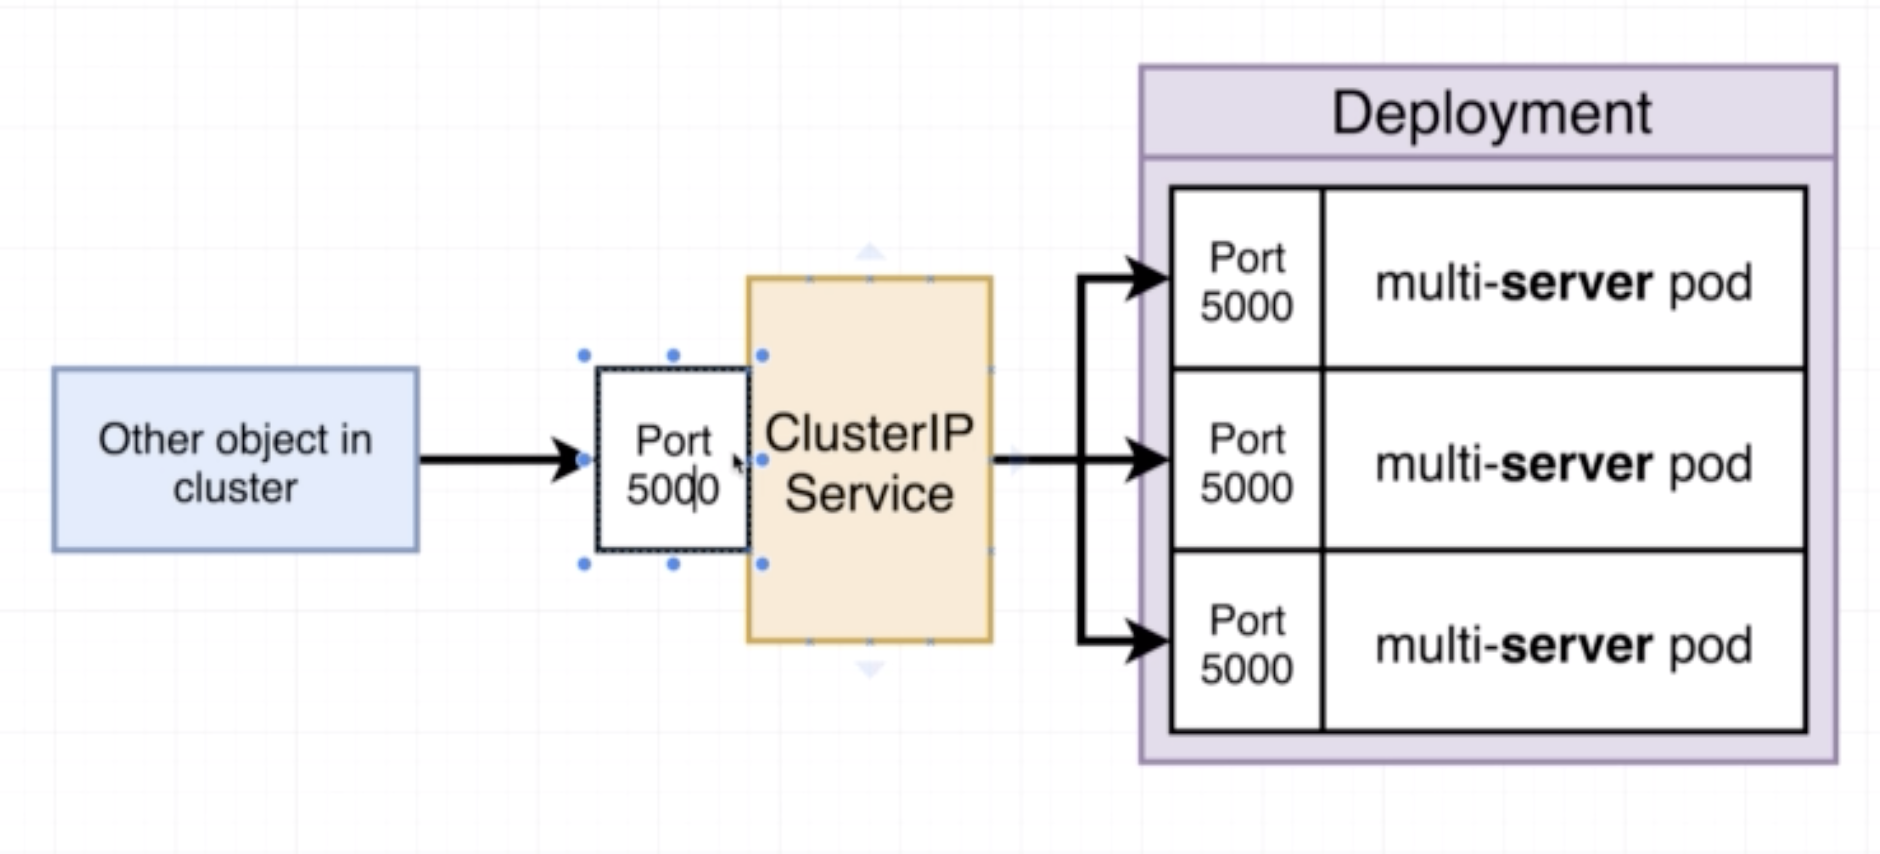 Deployment
Other object in
cluster
Port
5000
ClusterIP
Service
Port
5000
multi-server pod
Port
5000
multi-server pod
Port
5000
multi-server pod